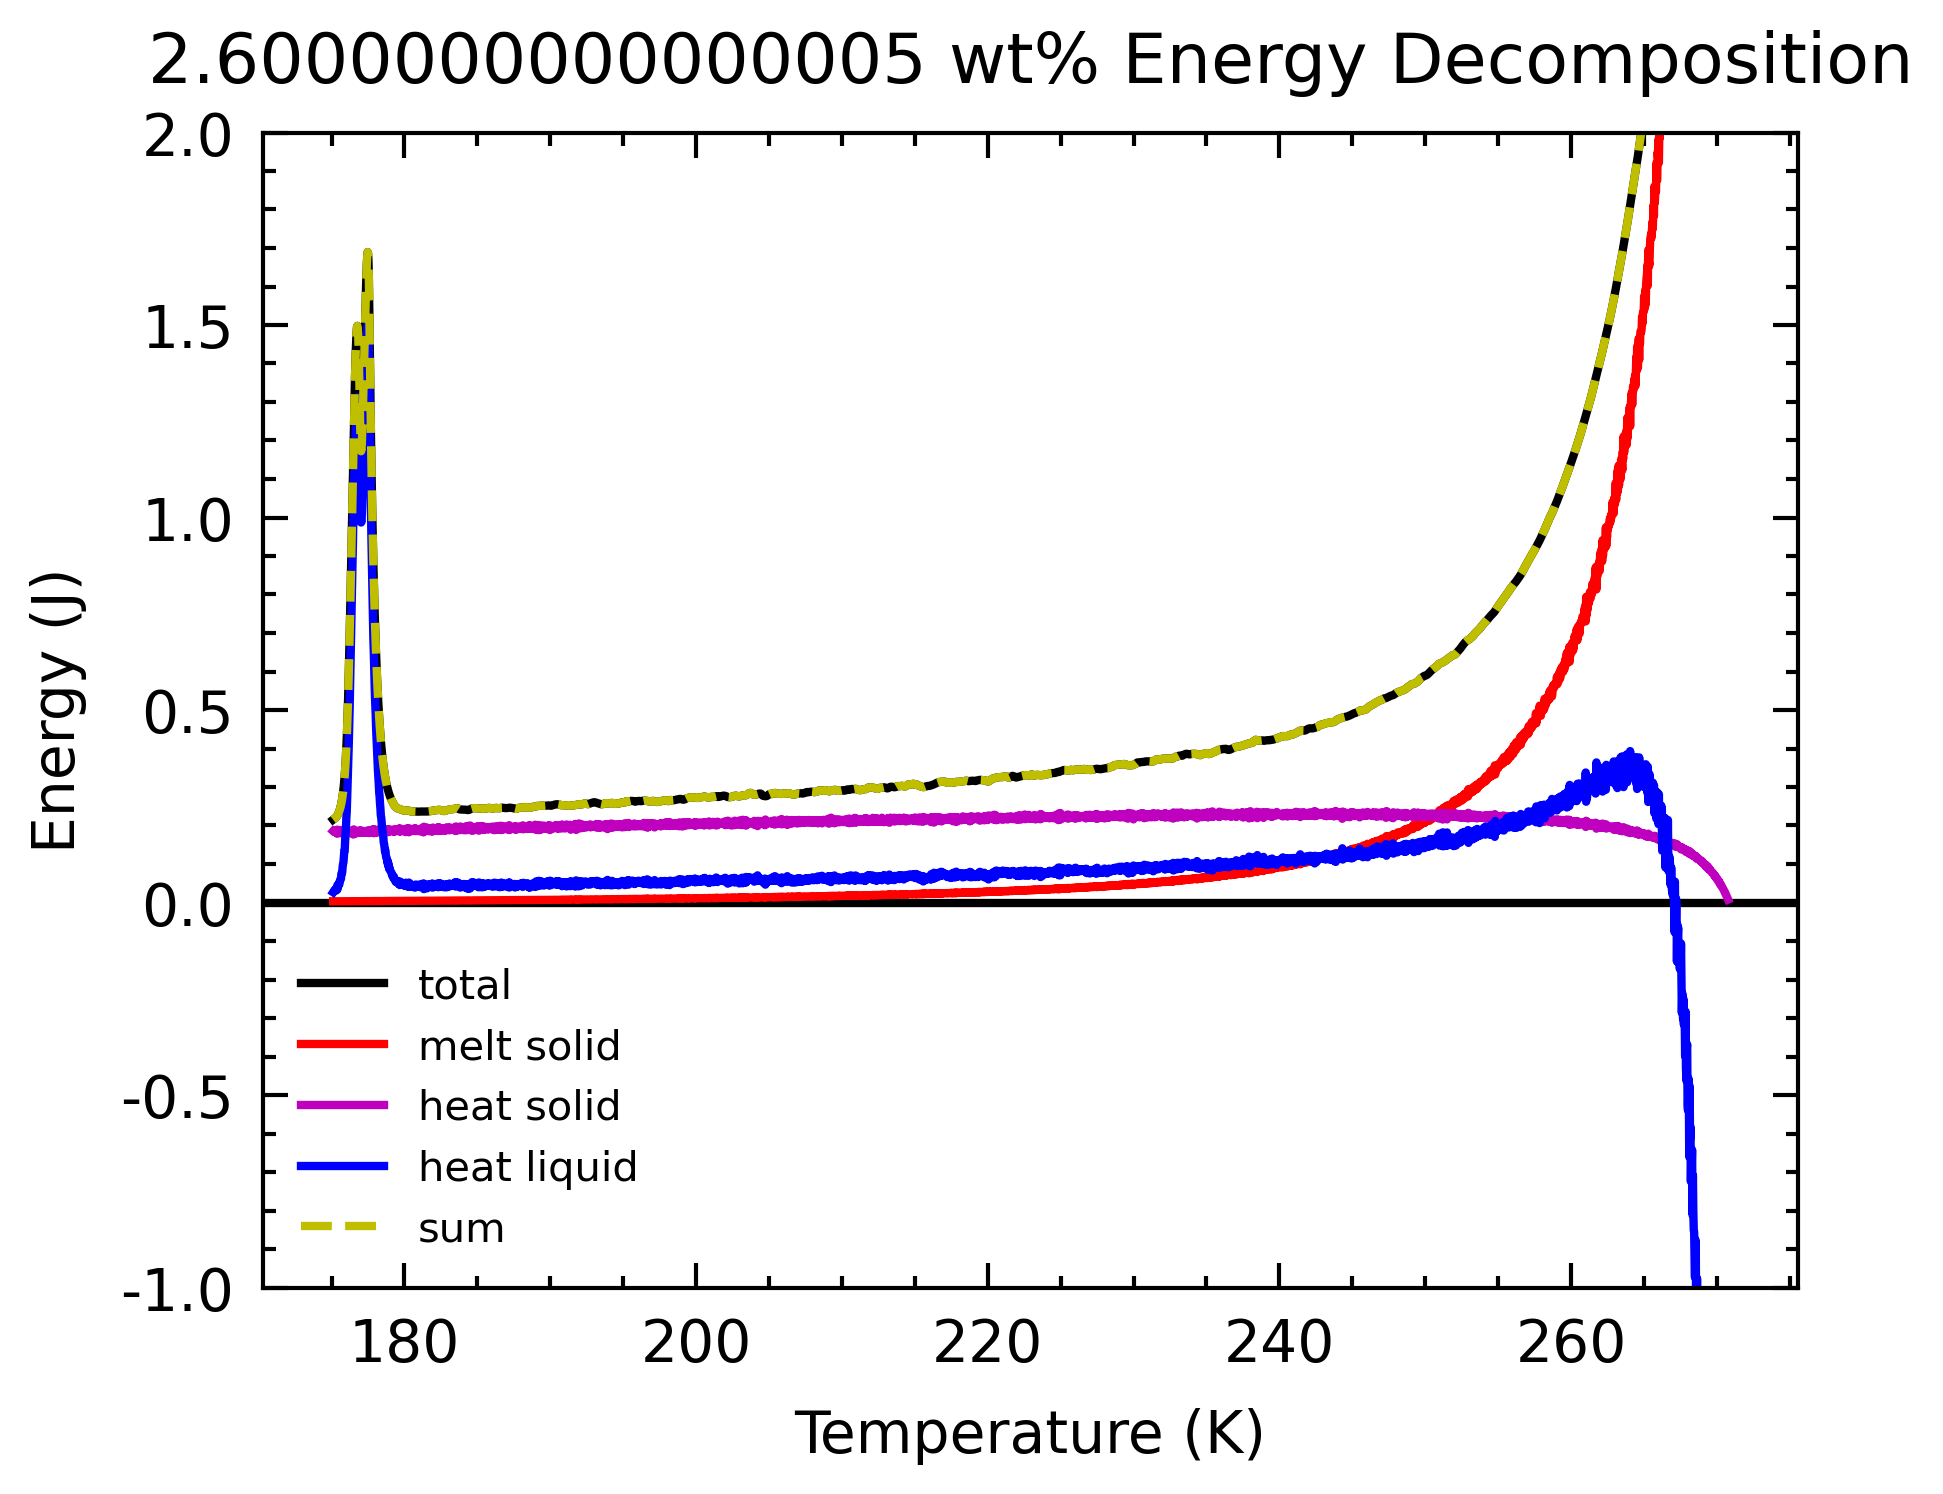 2.6000000000000005 wt% Energy Decomposition
2.0
1.5
1.0
0.5
0.0
-0.5
-1.0
Energy (J)
total
melt solid
heat solid
heat liquid
sum
180 200 220 240 260
Temperature (K)